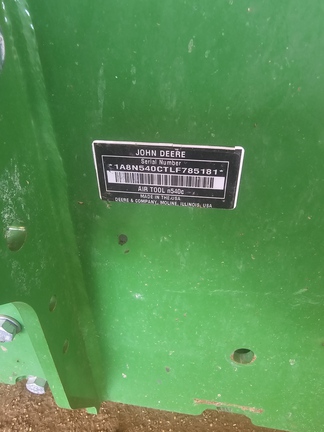 JOHN DEERE
Serial Number
*1A8N540CTLF785181*
AIR TOOL n540c
MADE IN THE USA
DEERE & COMPANY, MOLINE, ILLINOIS, USA